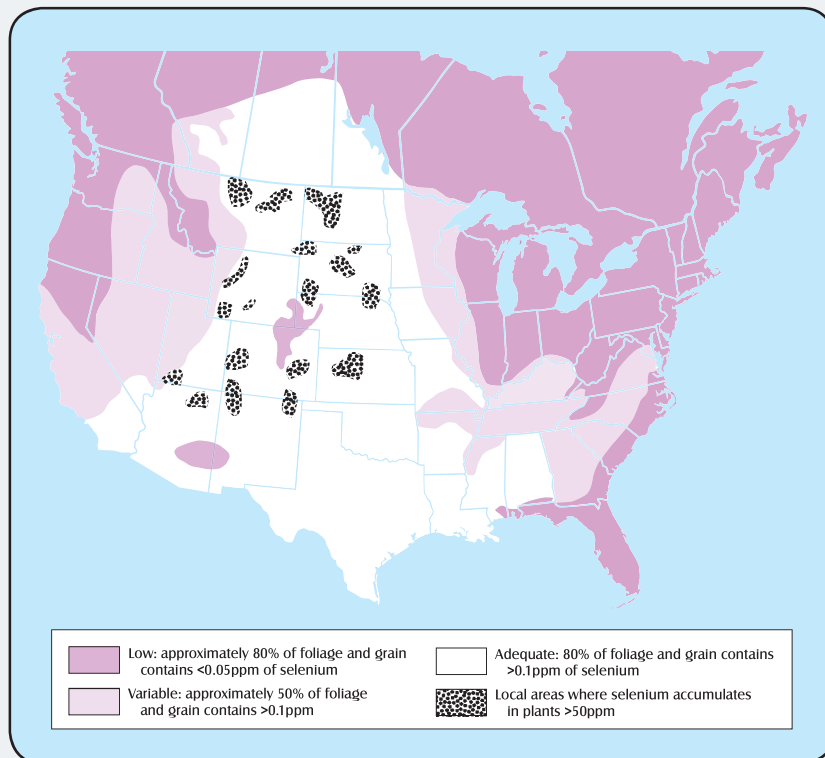 Low: approximately 80% of foliage and grain
contains <0.05ppm of selenium
Variable: approximately 50% of foliage
and grain contains >0.1ppm
Adequate: 80% of foliage and grain contains
>0.1ppm of selenium
Local areas where selenium accumulates
in plants >50ppm